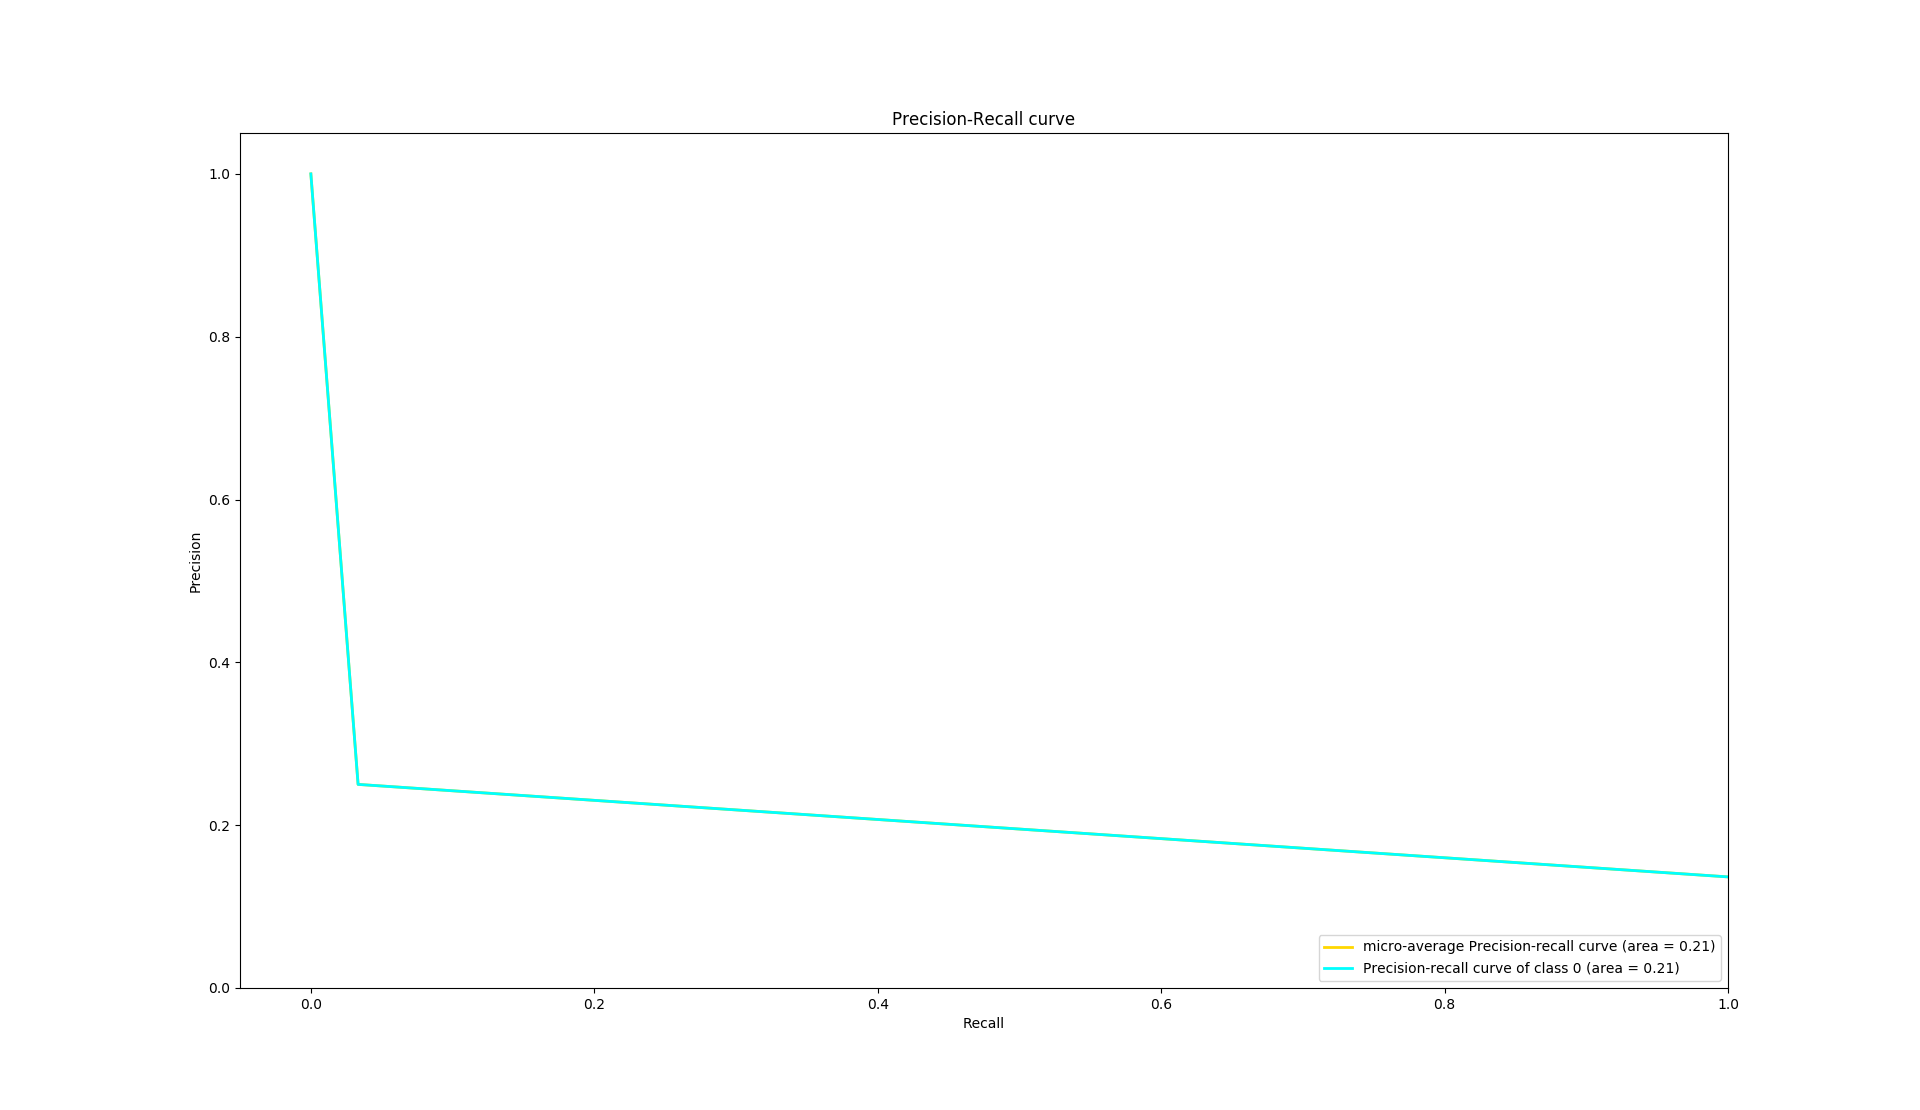 Precision-Recall curve
1.0
0.8
0.6
0.4
0.2
0.0
Precision
0.0 0.2 0.4 0.6 0.8 1.0
Recall
micro-average Precision-recall curve (area = 0.21)
Precision-recall curve of class 0 (area = 0.21)